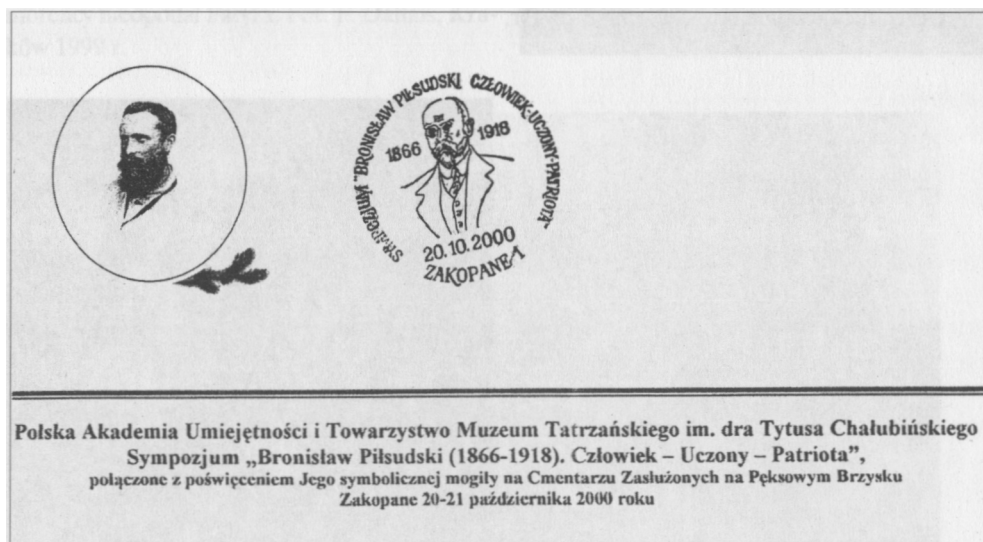 ków 1999 r.
SYMPOZJUM "BRONISŁAW PIŁSUDSKI CZŁOWIEK-UCZONY-PATRIOTA
1866 1918
20.10.2000
ZAKOPANE-1
Polska Akademia Umiejętności i Towarzystwo Muzeum Tatrzańskiego im. dra Tytusa Chałubińskiego
Sympozjum „Bronisław Piłsudski (1866-1918). Człowiek – Uczony – Patriota”,
połączone z poświęceniem Jego symbolicznej mogiły na Cmentarzu Zasłużonych na Pęksowym Brzysku
Zakopane 20-21 października 2000 roku